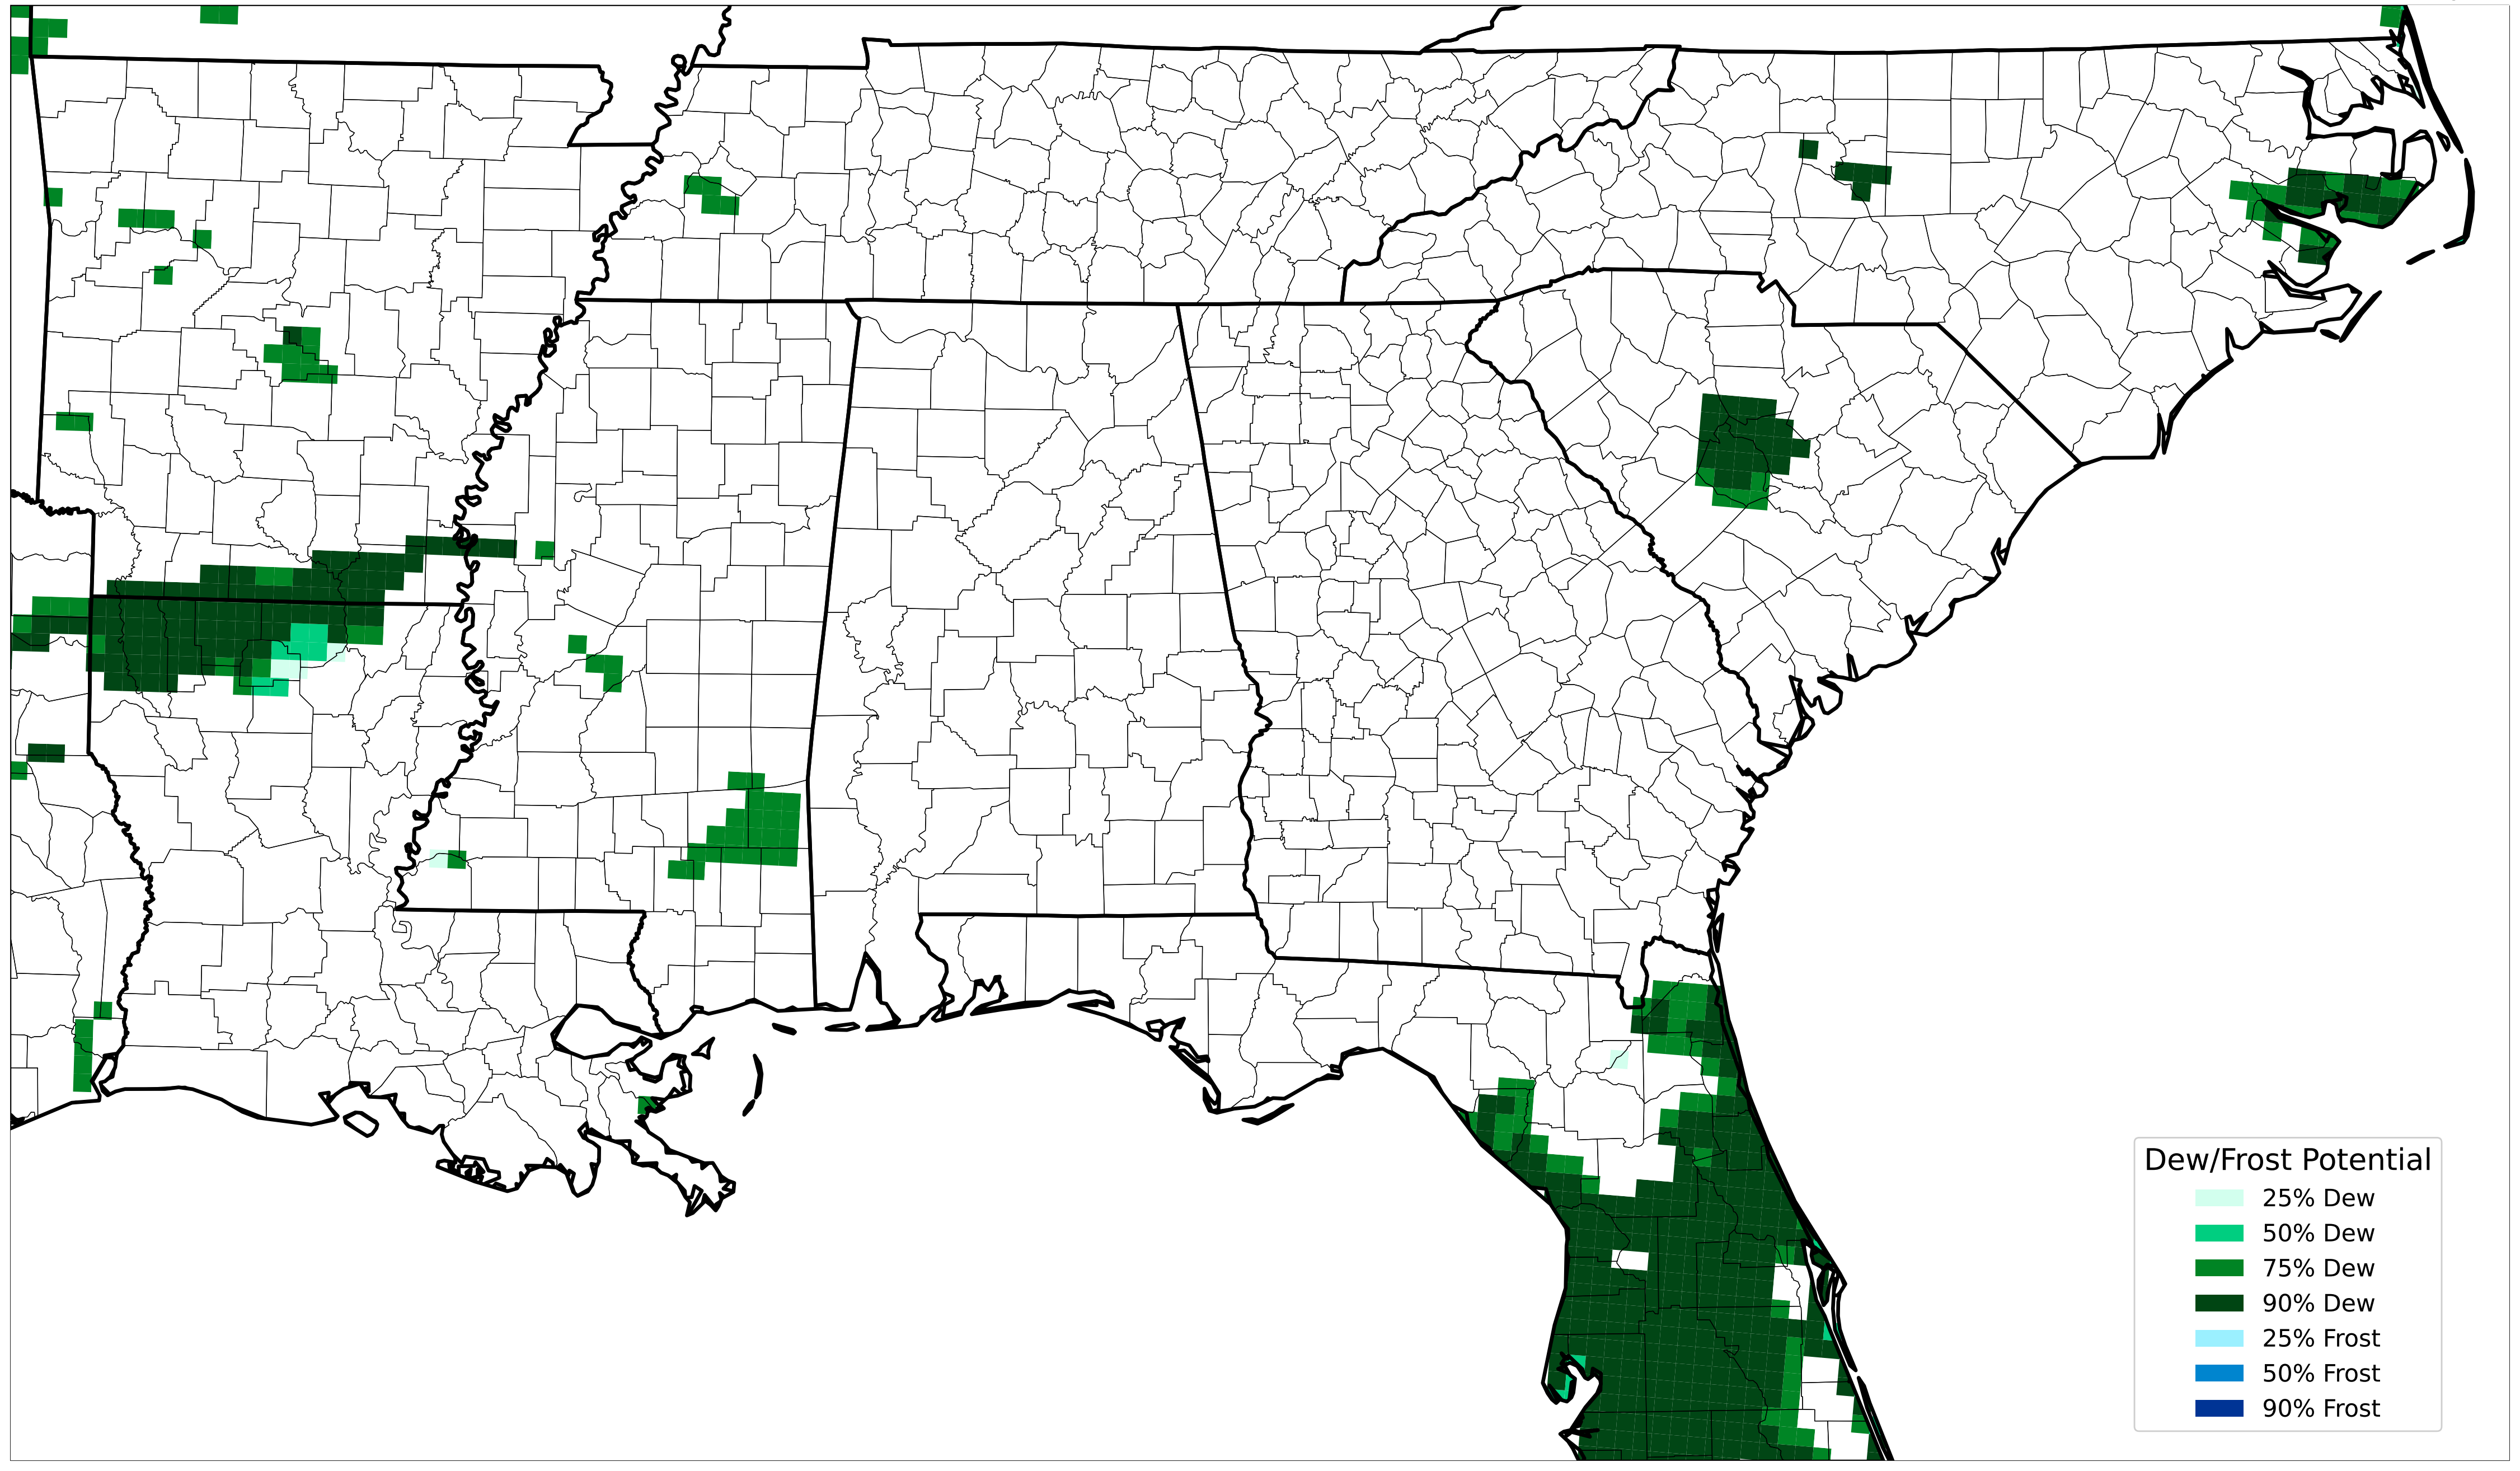 Dew/Frost Potential
25% Dew
50% Dew
75% Dew
90% Dew
25% Frost
50% Frost
90% Frost